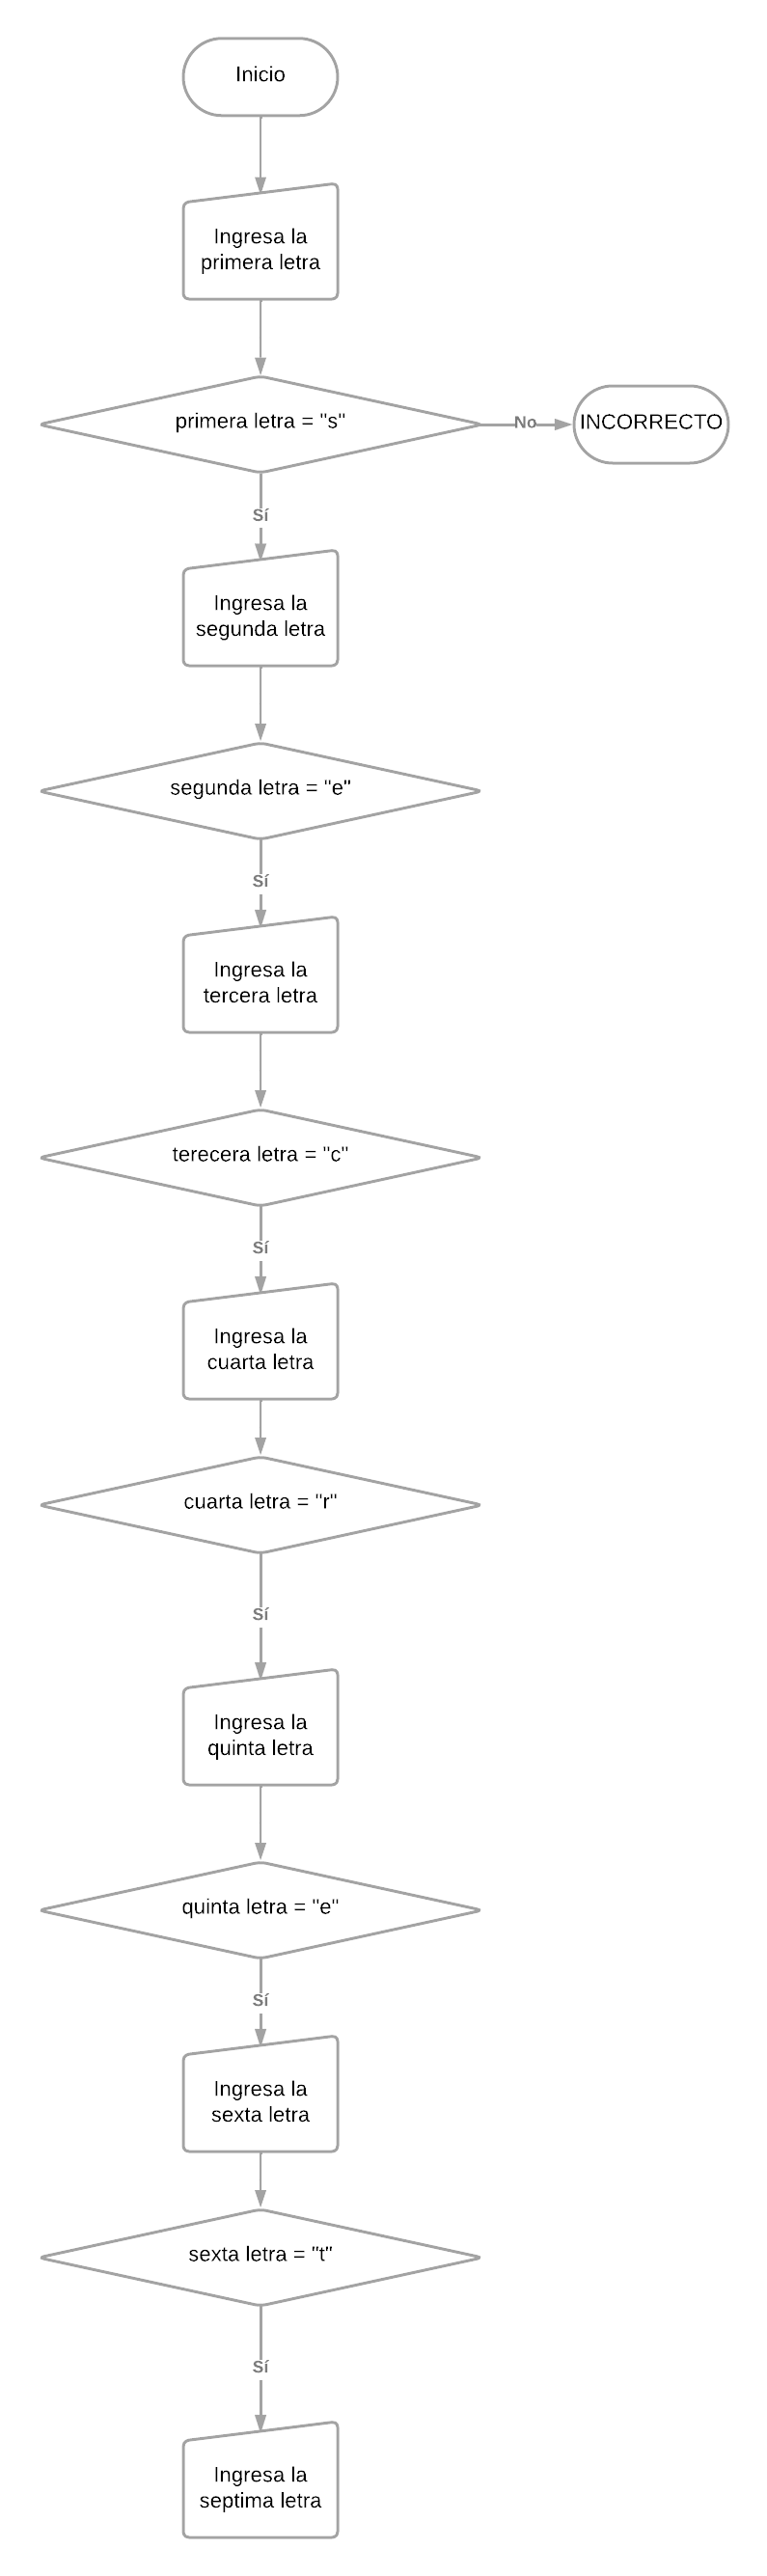 Inicio
Ingresa la
primera letra
primera letra = "s"
No
INCORRECTO
Sí
Ingresa la
segunda letra
segunda letra = "e"
Sí
Ingresa la
tercera letra
terecera letra = "c"
Sí
Ingresa la
cuarta letra
cuarta letra = "r"
Sí
Ingresa la
quinta letra
quinta letra = "e"
Sí
Ingresa la
sexta letra
sexta letra = "t"
Sí
Ingresa la
septima letra